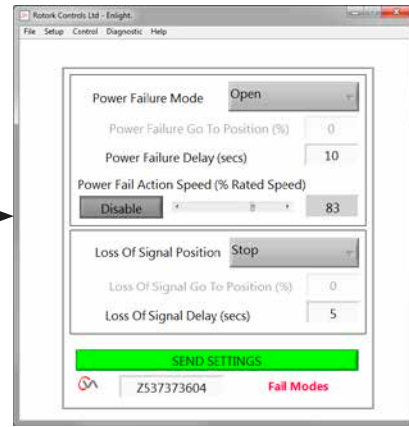 Rotork Controls Ltd - Enlight.
File Setup Control Diagnostic Help
Power Failure Mode Open
Power Failure Go To Position (%) 0
Power Failure Delay (secs) 10
Power Fail Action Speed (% Rated Speed)
Disable 83
Loss Of Signal Position Stop
Loss Of Signal Go To Position (%) 0
Loss Of Signal Delay (secs) 5
SEND SETTINGS
Z537373604 Fail Modes